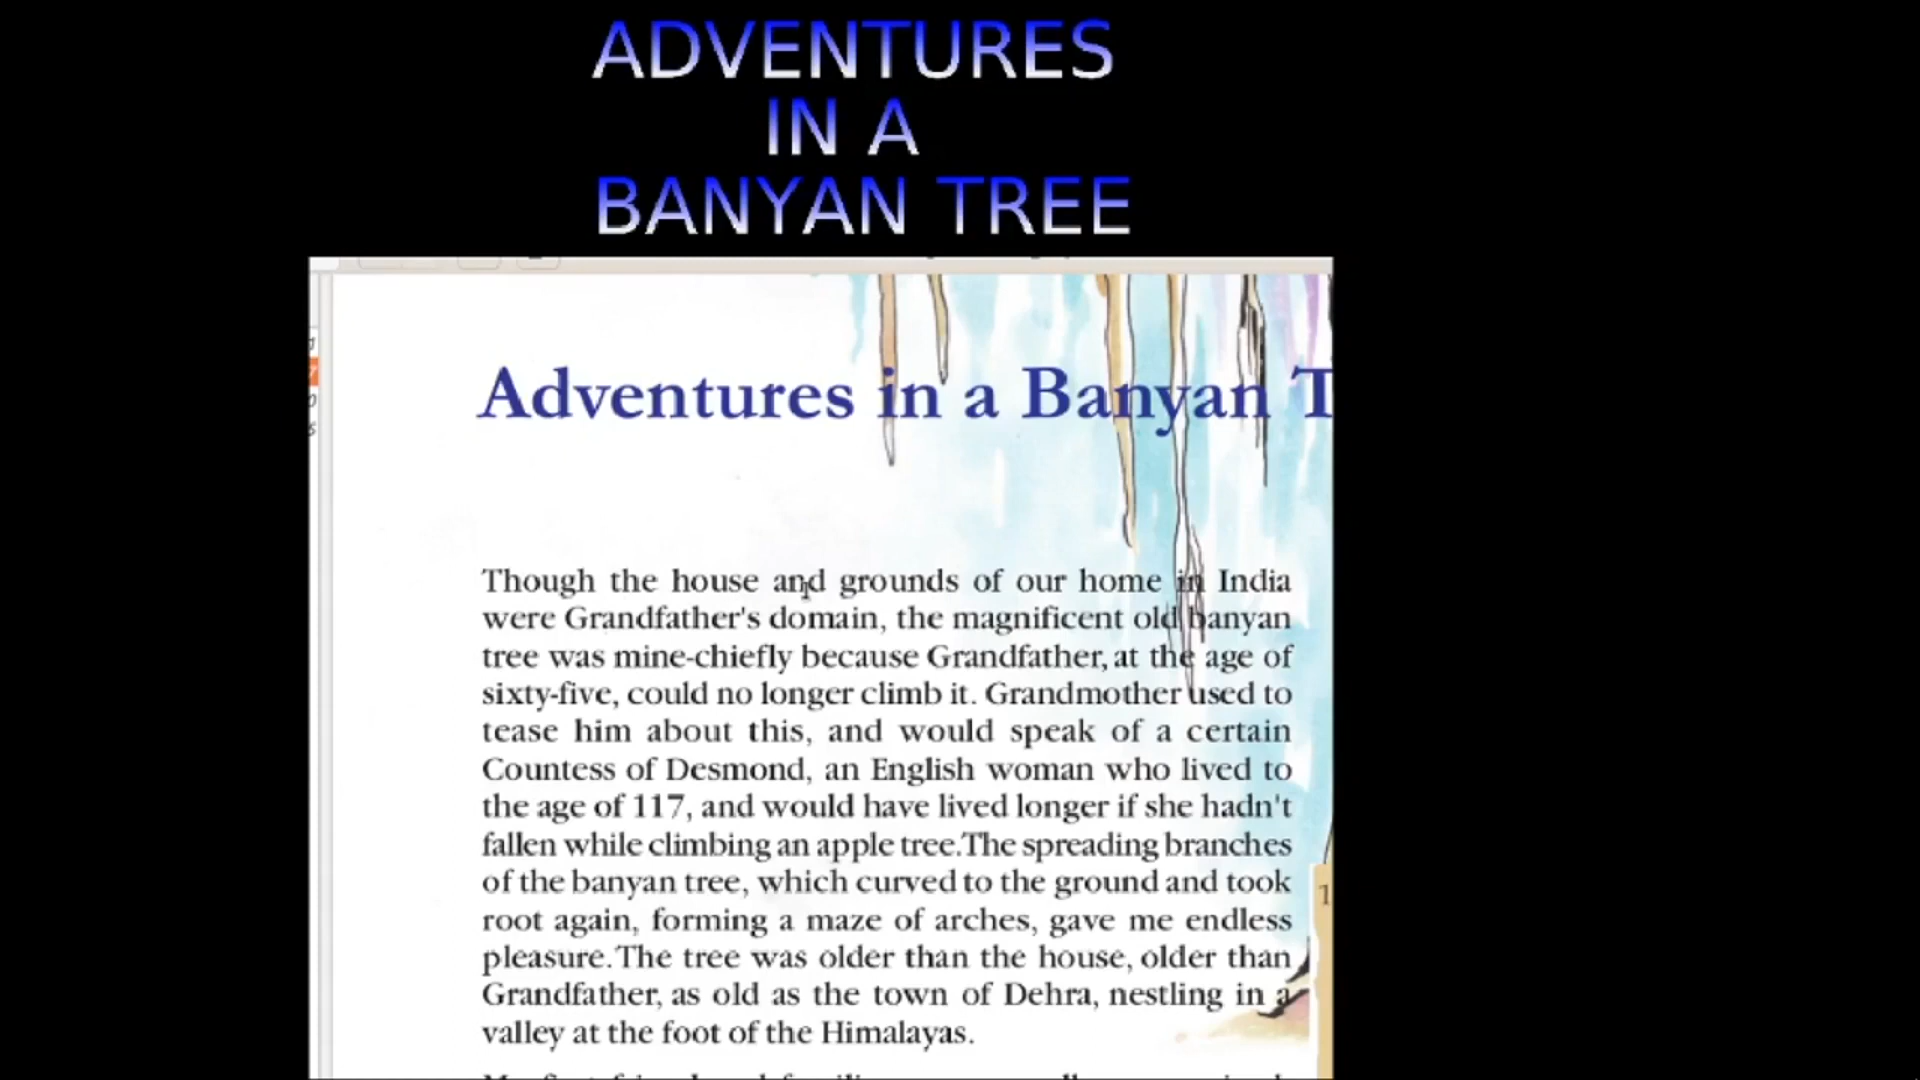 ADVENTURES
IN A
BANYAN TREE
Adventures in a Banyan T
Though the house and grounds of our home in India
were Grandfather's domain, the magnificent old banyan
tree was mine-chiefly because Grandfather, at the age of
sixty-five, could no longer climb it. Grandmother used to
tease him about this, and would speak of a certain
Countess of Desmond, an English woman who lived to
the age of 117, and would have lived longer if she hadn't
fallen while climbing an apple tree.The spreading branches
of the banyan tree, which curved to the ground and took
root again, forming a maze of arches, gave me endless
pleasure.The tree was older than the house, older than
Grandfather, as old as the town of Dehra, nestling in a
valley at the foot of the Himalayas.